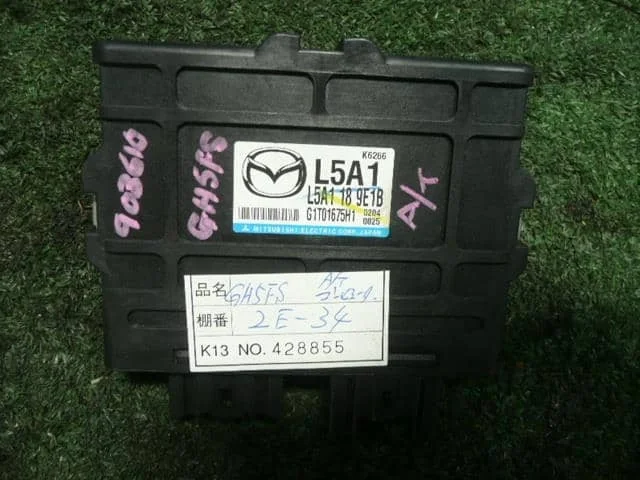 903610
GH5FS
K6266
L5A1
L5A1 18 9E1B
G1T01675H1 0204
0825
MITSUBISHI ELECTRIC CORP. JAPAN
A/T
品名 GH5FS A/T
棚番 2E-34
K13 NO. 428855